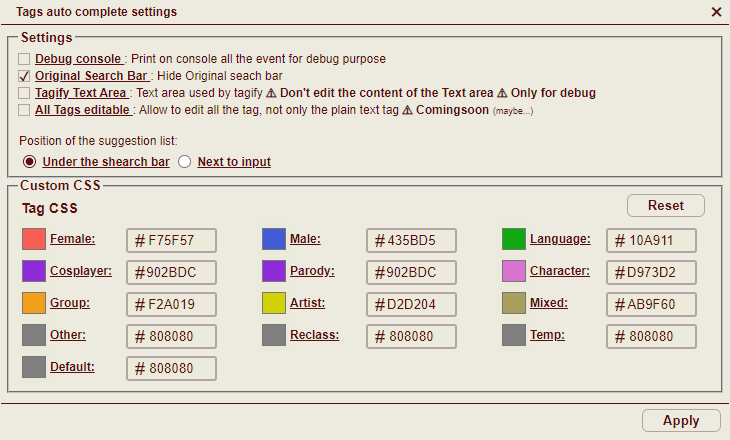 Tags auto complete settings
Settings
Debug console : Print on console all the event for debug purpose
Original Search Bar : Hide Original seach bar
Tagify Text Area : Text area used by tagify ⚠ Don't edit the content of the Text area ⚠ Only for debug
All Tags editable : Allow to edit all the tag, not only the plain text tag ⚠ Comingsoon (maybe...)
Position of the suggestion list:
Under the shearch bar Next to input
Custom CSS
Tag CSS Reset
Female: # F75F57 Male: # 435BD5 Language: # 10A911
Cosplayer: # 902BDC Parody: # 902BDC Character: # D973D2
Group: # F2A019 Artist: # D2D204 Mixed: # AB9F60
Other: # 808080 Reclass: # 808080 Temp: # 808080
Default: # 808080
Apply